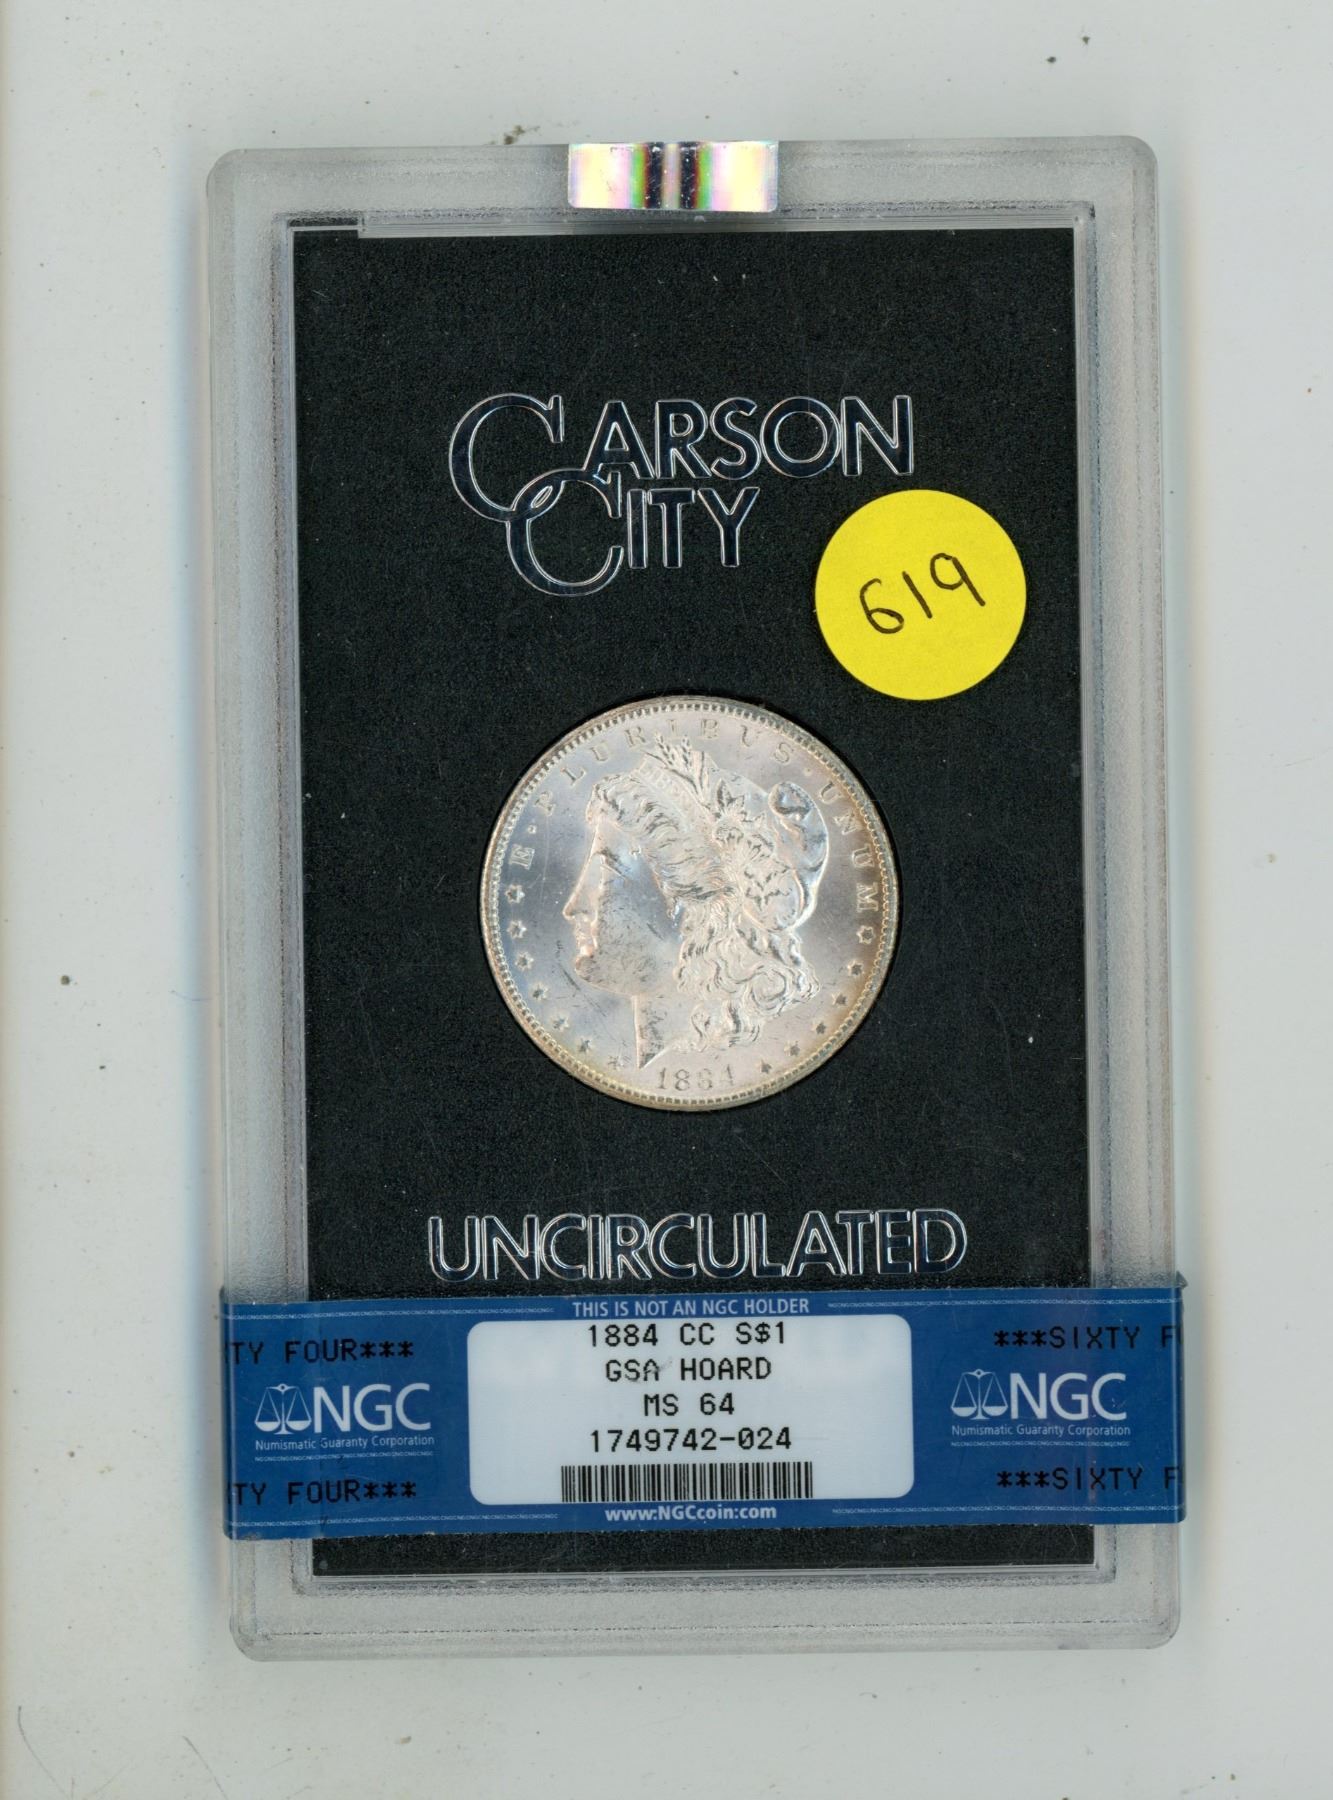 CARSON
CITY
619
E · PLURIBUS · UNUM
1884
UNCIRCULATED
THIS IS NOT AN NGC HOLDER
TY FOUR*** 1884 CC S$1 ***SIXTY F
GSA HOARD
NGC MS 64 NGC
Numismatic Guaranty Corporation 1749742-024 Numismatic Guaranty Corporation
TY FOUR*** ***SIXTY F
www.NGCcoin.com